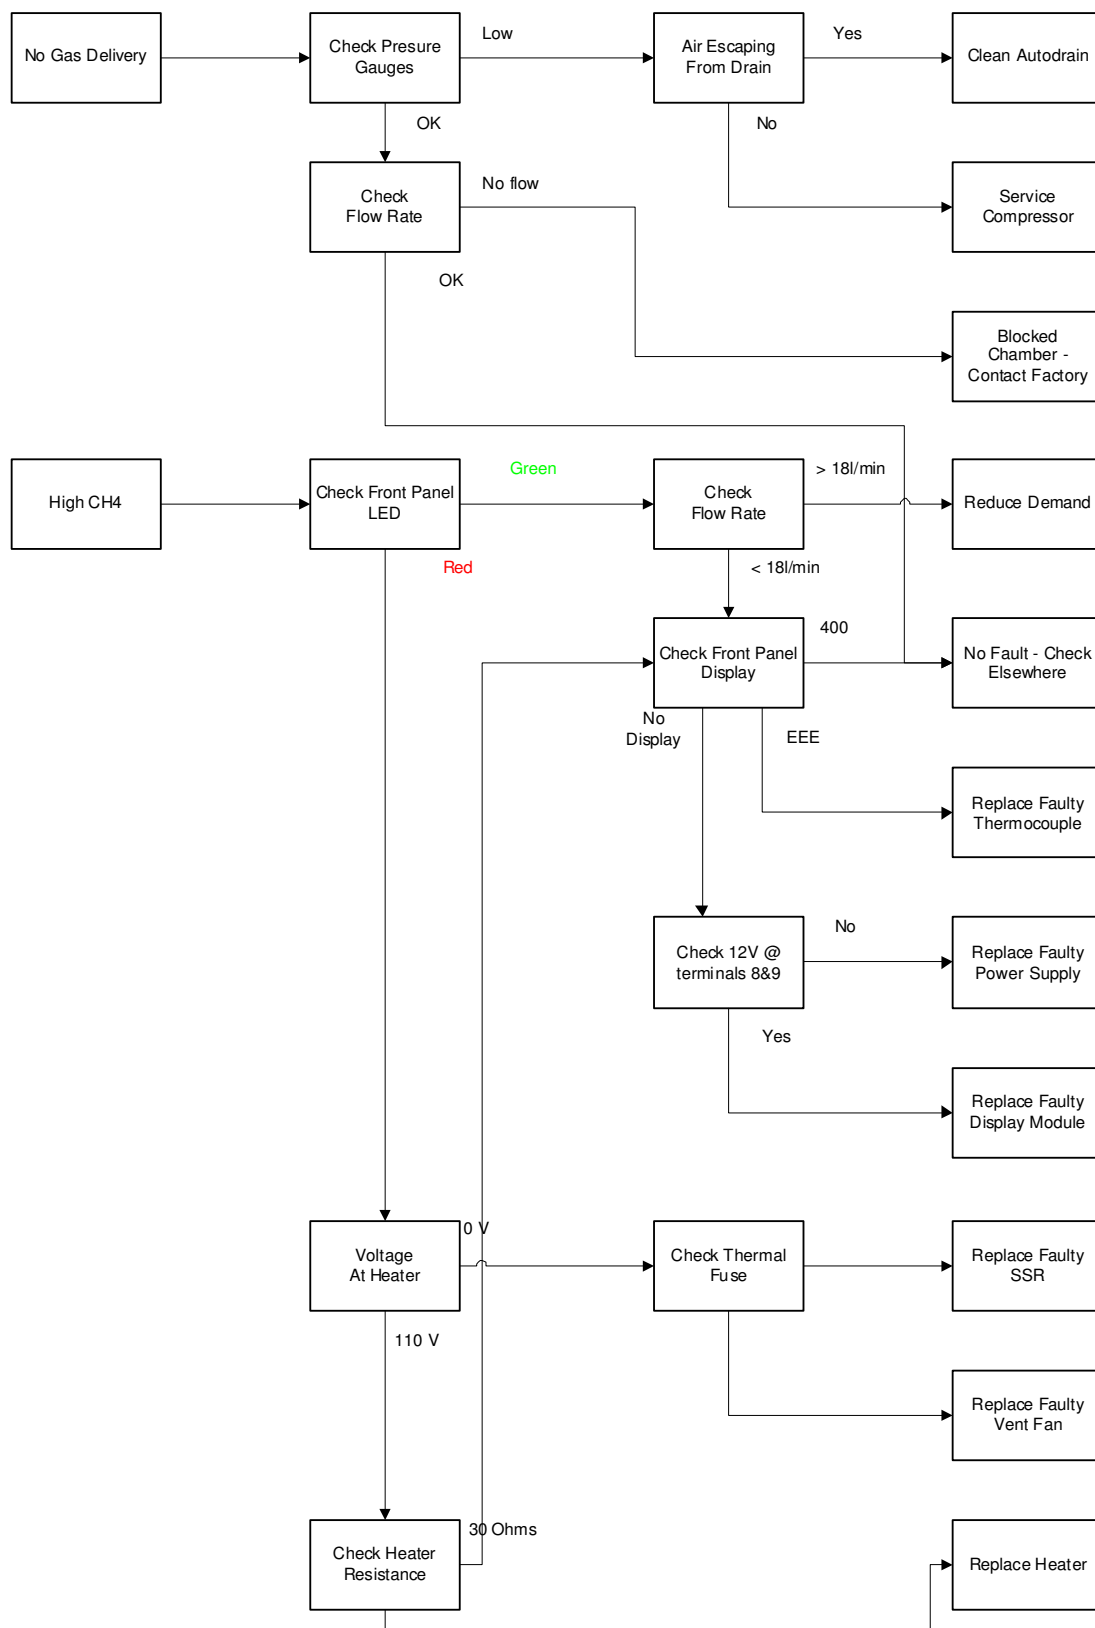 No Gas Delivery
Check Presure
Gauges
Low
Air Escaping
From Drain
Yes
Clean Autodrain
OK
No
Check
Flow Rate
No flow
Service
Compressor
OK
Blocked
Chamber -
Contact Factory
High CH4
Check Front Panel
LED
Green
Check
Flow Rate
> 18l/min
Reduce Demand
Red
< 18l/min
Check Front Panel
Display
400
No Fault - Check
Elsewhere
No
Display
EEE
Replace Faulty
Thermocouple
Check 12V @
terminals 8&9
No
Replace Faulty
Power Supply
Yes
Replace Faulty
Display Module
Voltage
At Heater
0 V
Check Thermal
Fuse
Replace Faulty
SSR
110 V
Replace Faulty
Vent Fan
Check Heater
Resistance
30 Ohms
Replace Heater